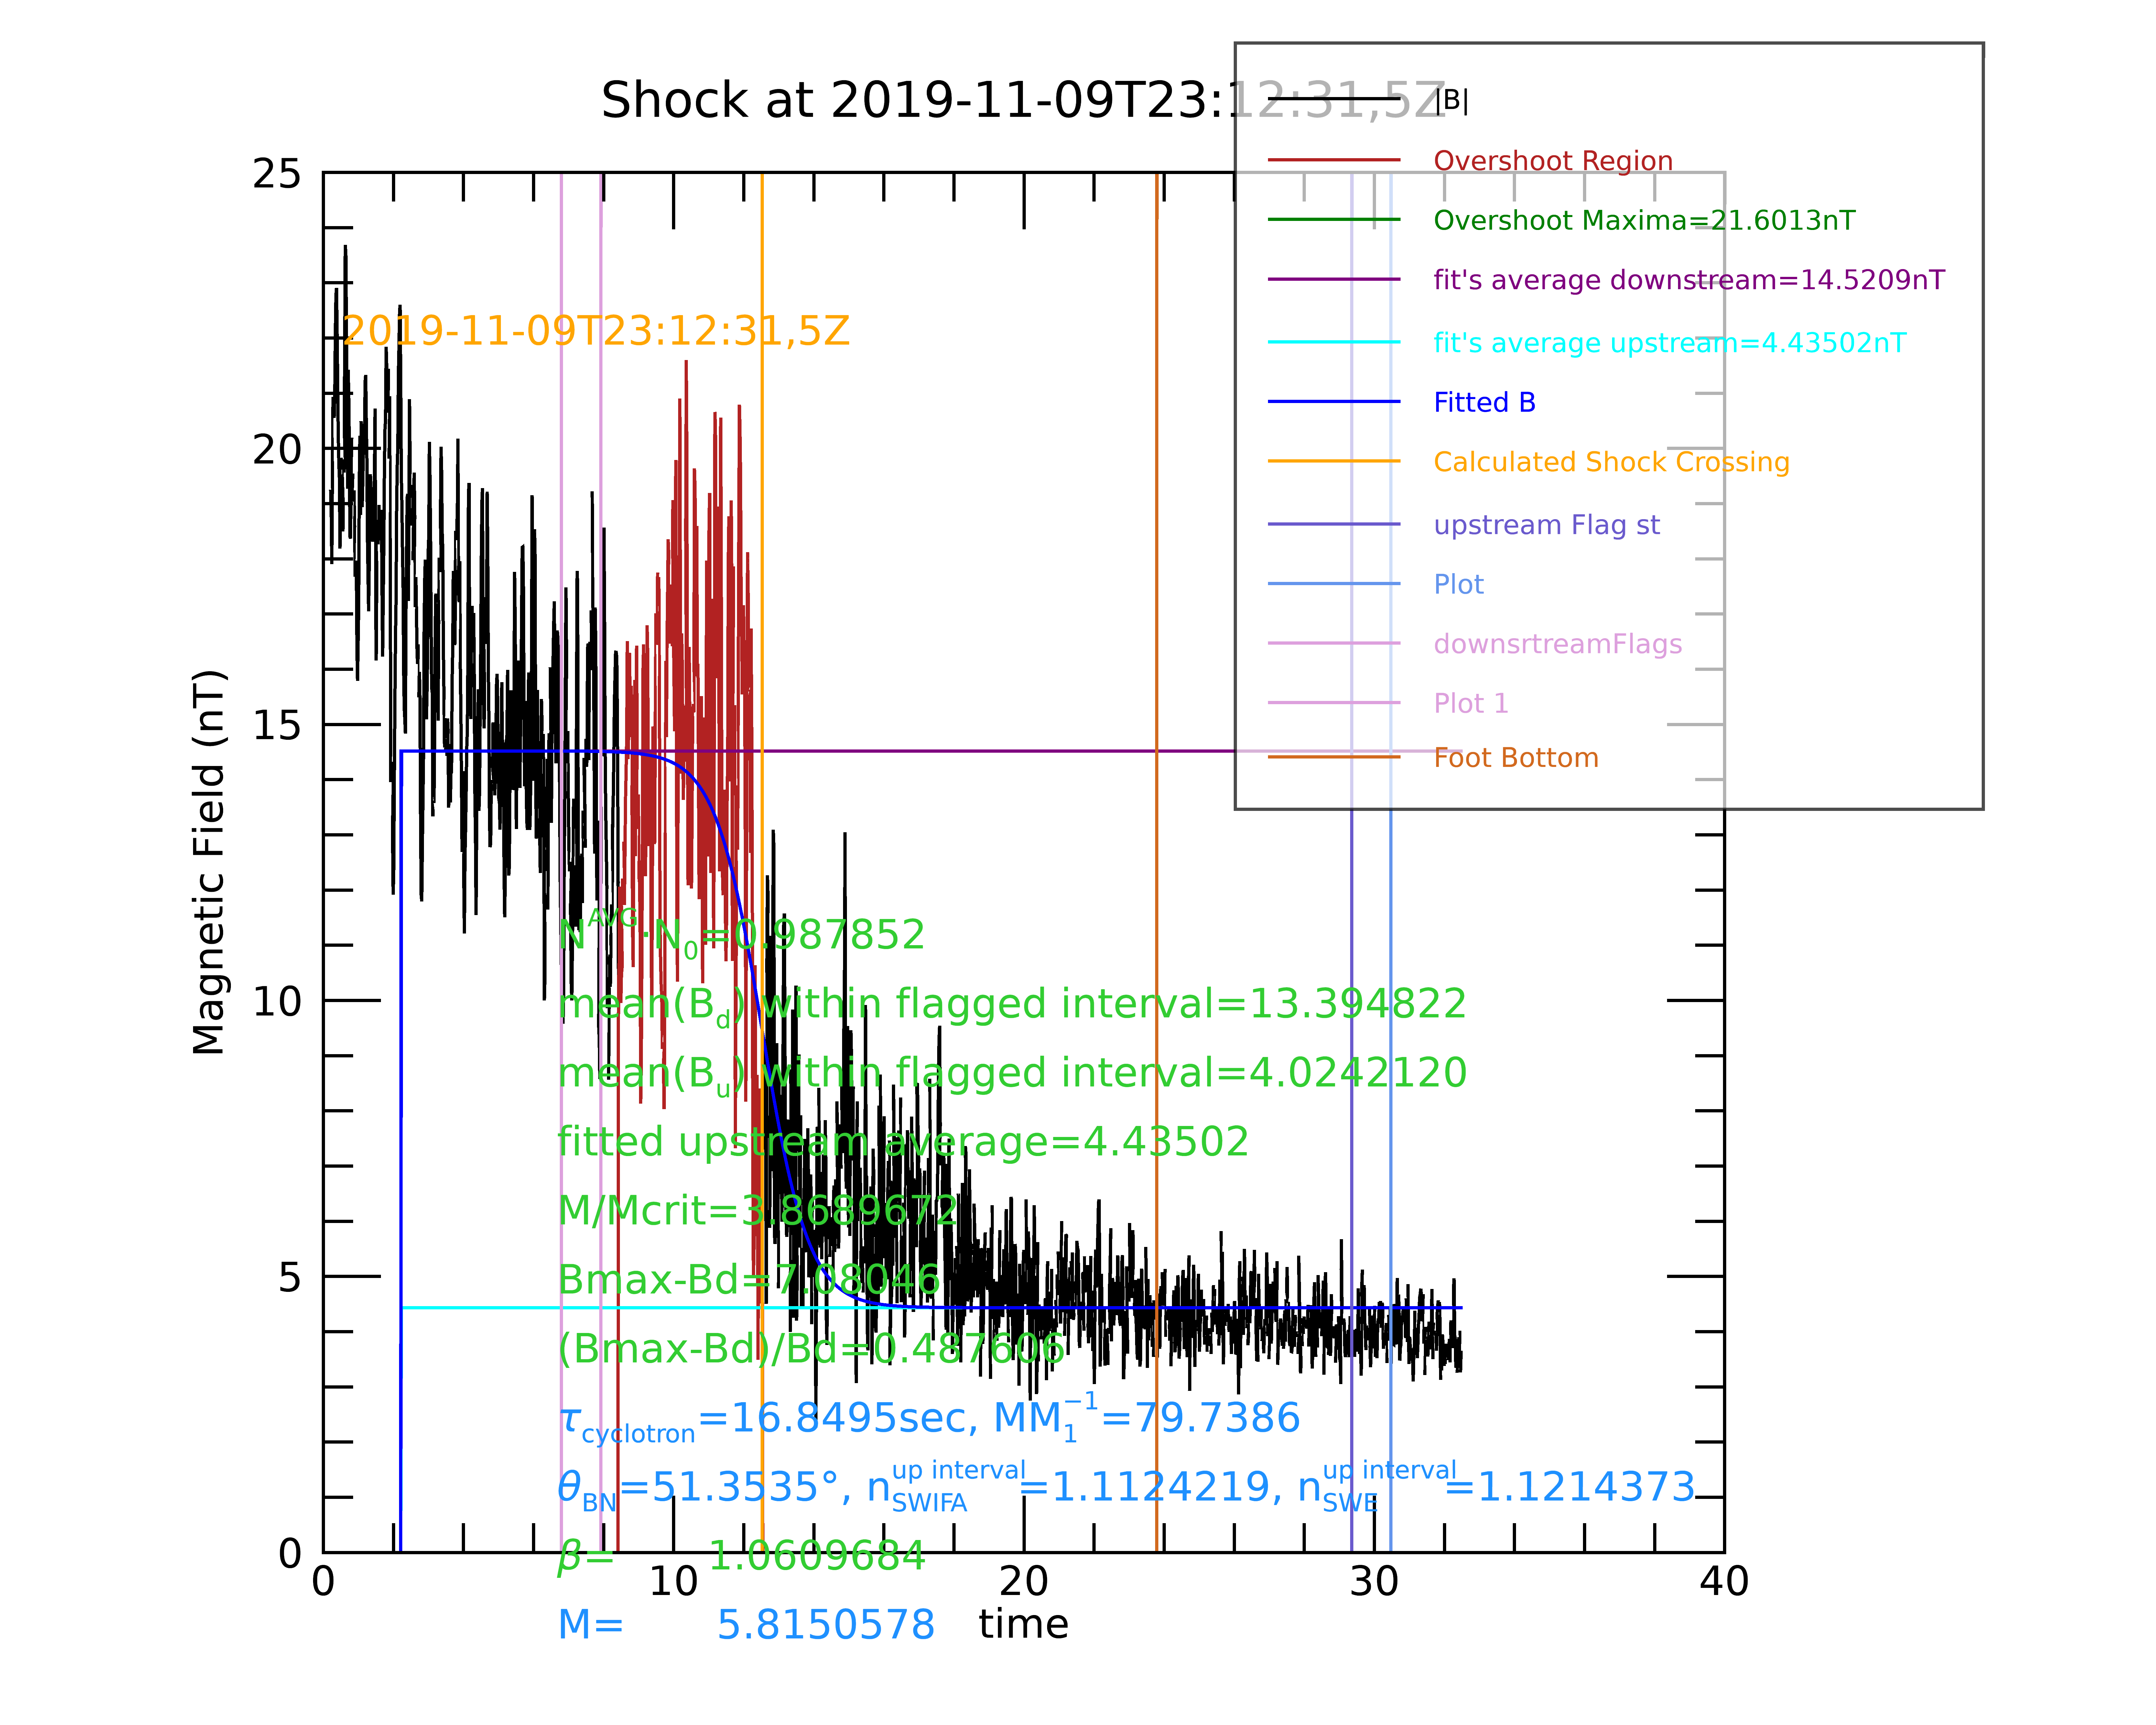 Shock at 2019-11-09T23:12:31,5Z
|B|
Overshoot Region
Overshoot Maxima=21.6013nT
fit's average downstream=14.5209nT
fit's average upstream=4.43502nT
Fitted B
Calculated Shock Crossing
upstream Flag st
Plot
downsrtreamFlags
Plot 1
Foot Bottom
2019-11-09T23:12:31,5Z
Magnetic Field (nT)
25
20
15
10
5
0
N^AVG·N_0=0.987852
mean(B_d) within flagged interval=13.394822
mean(B_u) within flagged interval=4.0242120
fitted upstream average=4.43502
M/Mcrit=3.8689672
Bmax-Bd=7.08046
(Bmax-Bd)/Bd=0.487606
τ_cyclotron=16.8495sec, MM_1^−1=79.7386
θ_BN=51.3535°, n_SWIFA^up interval=1.1124219, n_SWE^up interval=1.1214373
β= 1.0609684
0 10 20 30 40
M= 5.8150578
time